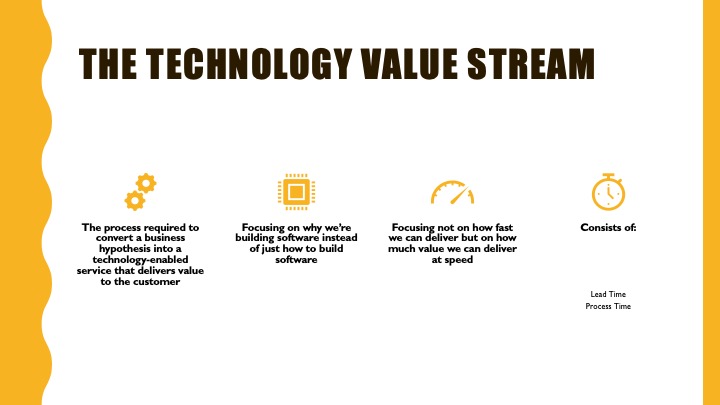 THE TECHNOLOGY VALUE STREAM
The process required to
convert a business
hypothesis into a
technology-enabled
service that delivers value
to the customer
Focusing on why we're
building software instead
of just how to build
software
Focusing not on how fast
we can deliver but on how
much value we can deliver
at speed
Consists of:
Lead Time
Process Time